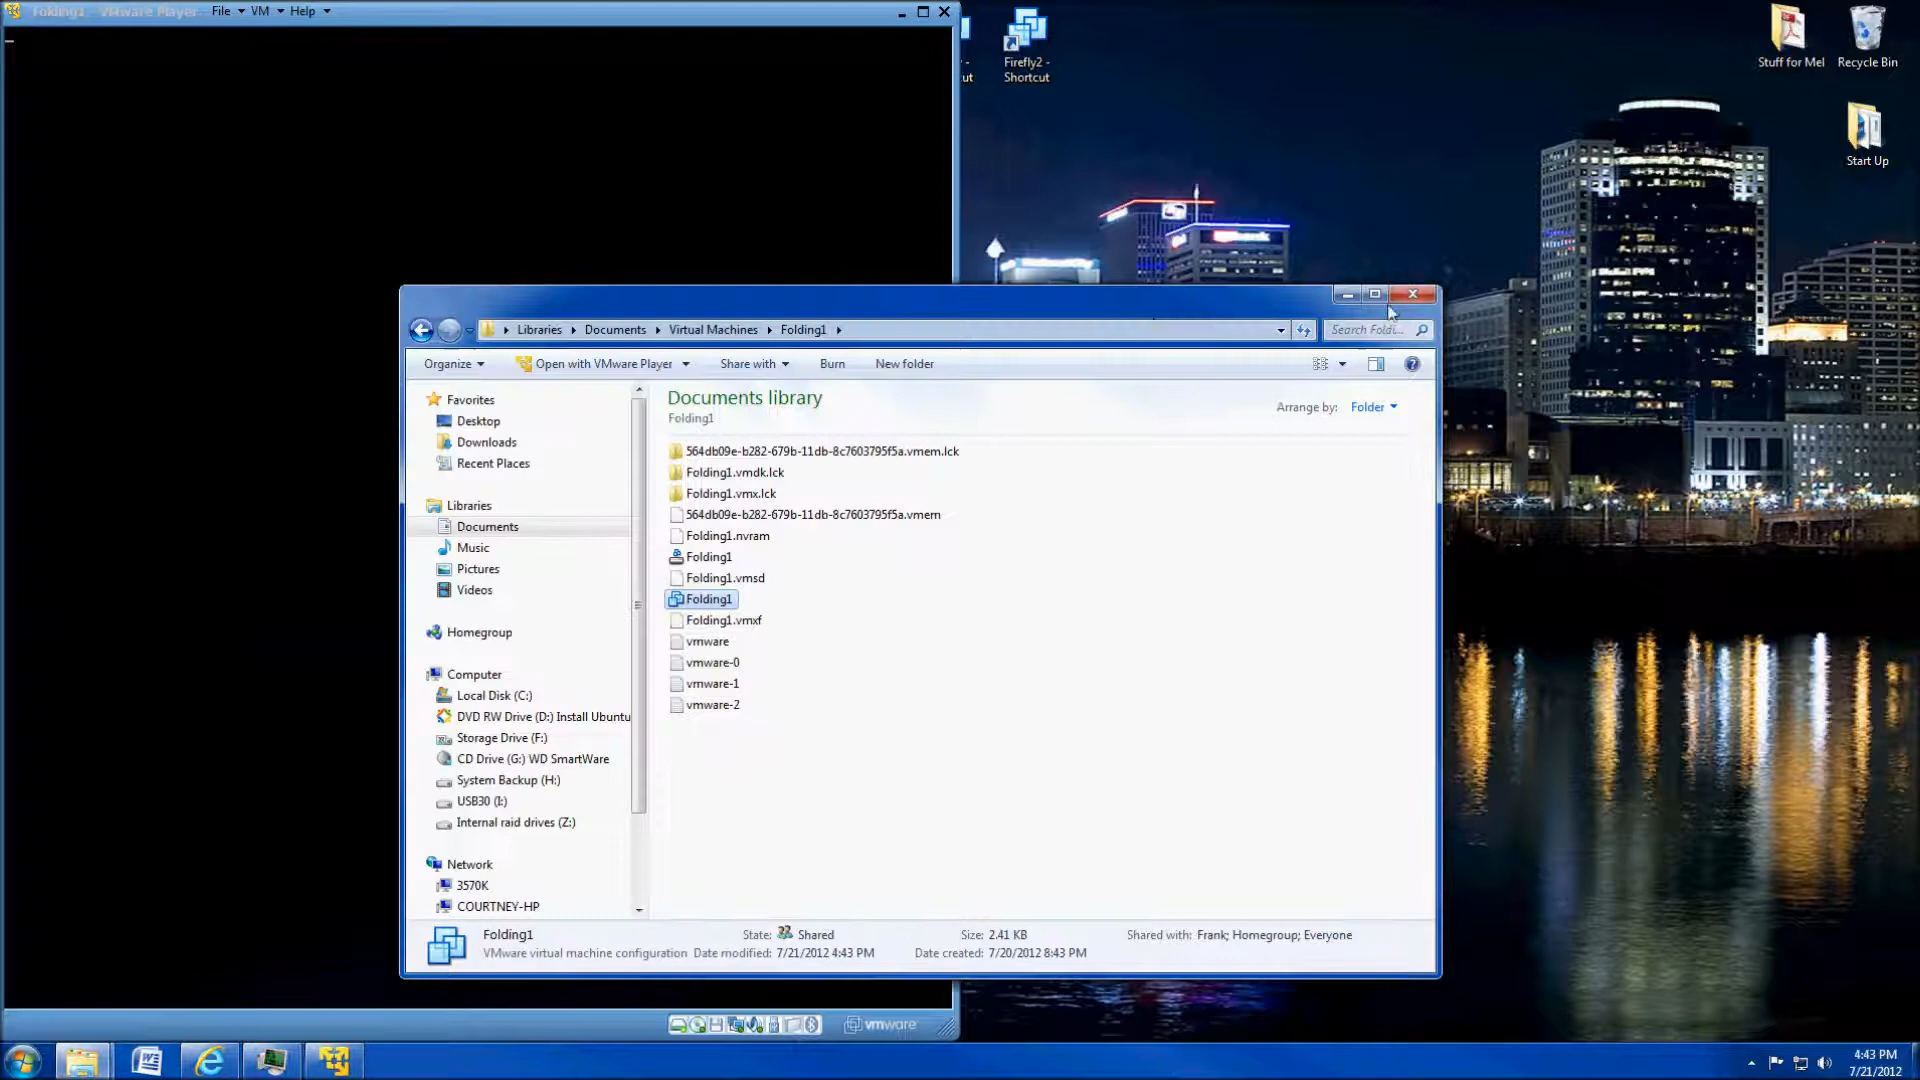 Folding1 - VMware Player
File VM Help
cut
Firefly2 - Shortcut
Stuff for Mel
Recycle Bin
Start Up
Libraries Documents Virtual Machines Folding1
Search Foldi...
Organize Open with VMware Player Share with Burn New folder
Documents library
Folding1
Arrange by: Folder
Favorites
Desktop
Downloads
Recent Places
Libraries
Documents
Music
Pictures
Videos
Homegroup
Computer
Local Disk (C:)
DVD RW Drive (D:) Install Ubuntu
Storage Drive (F:)
CD Drive (G:) WD SmartWare
System Backup (H:)
USB30 (I:)
Internal raid drives (Z:)
Network
3570K
COURTNEY-HP
564db09e-b282-679b-11db-8c7603795f5a.vmem.lck
Folding1.vmdk.lck
Folding1.vmx.lck
564db09e-b282-679b-11db-8c7603795f5a.vmem
Folding1.nvram
Folding1
Folding1.vmsd
Folding1
Folding1.vmxf
vmware
vmware-0
vmware-1
vmware-2
Folding1 State: Shared Size: 2.41 KB Shared with: Frank; Homegroup; Everyone
VMware virtual machine configuration Date modified: 7/21/2012 4:43 PM Date created: 7/20/2012 8:43 PM
vmware
4:43 PM
7/21/2012